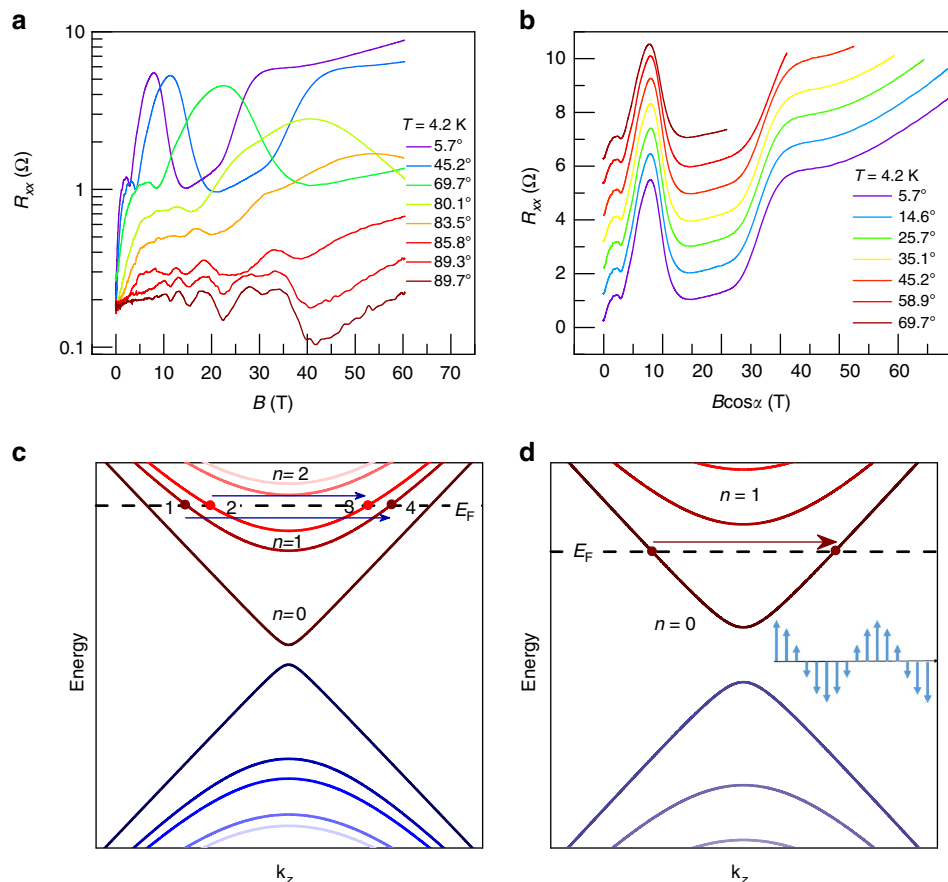 a
10
1
0.1
R_xx (Ω)
T = 4.2 K
5.7°
45.2°
69.7°
80.1°
83.5°
85.8°
89.3°
89.7°
0 10 20 30 40 50 60 70
B (T)
b
10
8
6
4
2
0
R_xx (Ω)
T = 4.2 K
5.7°
14.6°
25.7°
35.1°
45.2°
58.9°
69.7°
0 10 20 40 60 80
Bcosα (T)
c
n=2
1 2 3 4 E_F
n=1
n=0
Energy
k_z
d
n = 1
E_F
n = 0
Energy
k_z